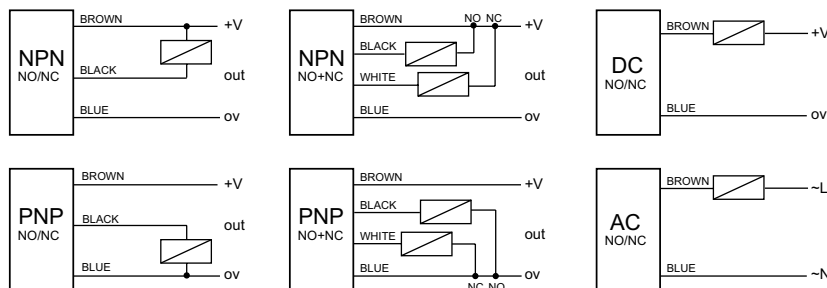 NPN
NO/NC
BROWN
+V
BLACK
out
BLUE
ov
NPN
NO+NC
BROWN
NO NC
+V
BLACK
WHITE
out
BLUE
ov
DC
NO/NC
BROWN
+V
BLUE
ov
PNP
NO/NC
BROWN
+V
BLACK
out
BLUE
ov
PNP
NO+NC
BROWN
+V
BLACK
WHITE
out
BLUE
NC NO
ov
AC
NO/NC
BROWN
~L
BLUE
~N